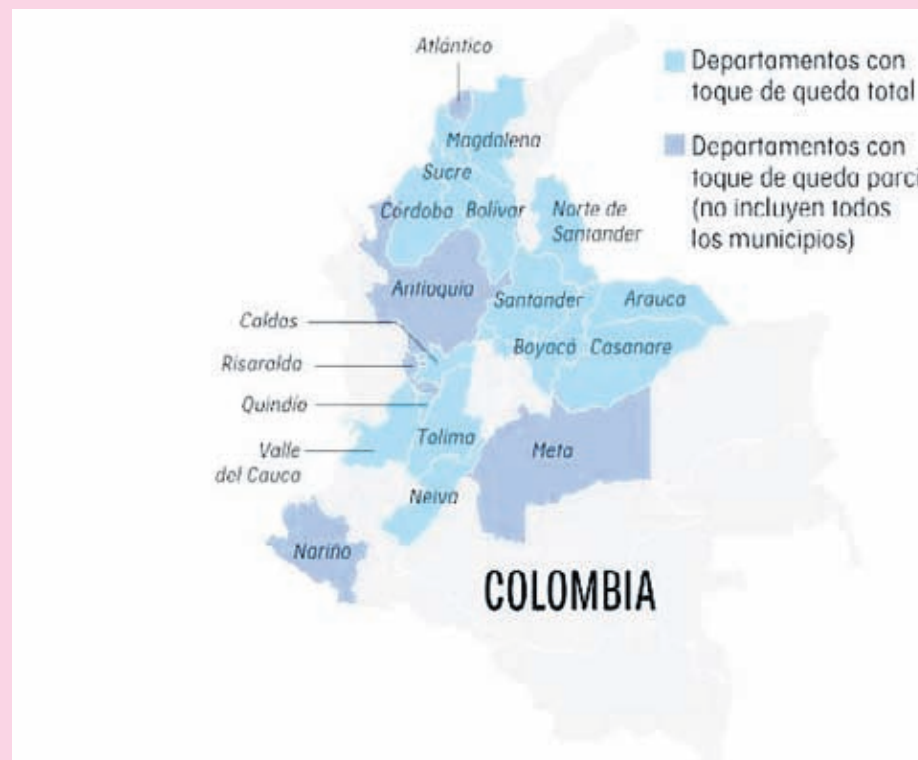 Atlántico
Departamentos con
toque de queda total
Departamentos con
toque de queda parci
(no incluyen todos
los municipios)
Magdalena
Sucre
Córdoba
Bolívar
Norte de
Santander
Antioquia
Santander
Arauca
Caldas
Boyacá
Casanare
Risaralda
Quindío
Tolima
Valle
del Cauca
Meta
Neiva
Nariño
COLOMBIA